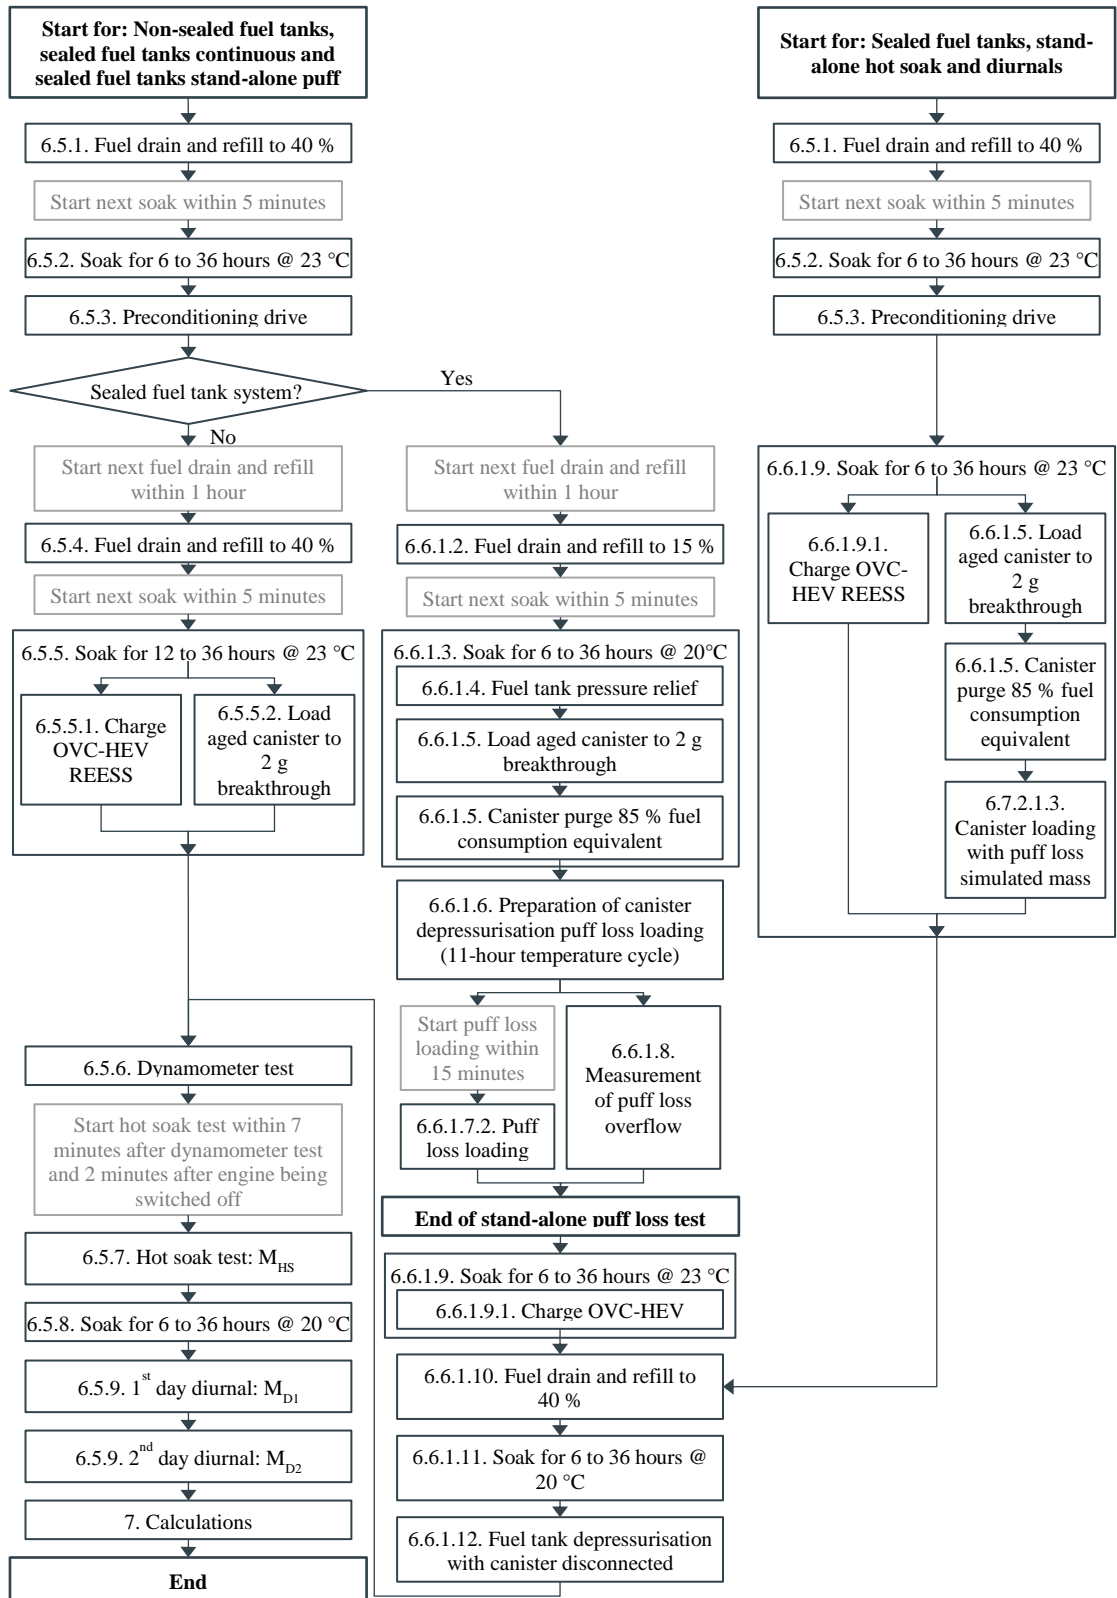 Start for: Non-sealed fuel tanks,
sealed fuel tanks continuous and
sealed fuel tanks stand-alone puff
6.5.1. Fuel drain and refill to 40 %
Start next soak within 5 minutes
6.5.2. Soak for 6 to 36 hours @ 23 °C
6.5.3. Preconditioning drive
Sealed fuel tank system?
Yes
No
Start next fuel drain and refill
within 1 hour
6.5.4. Fuel drain and refill to 40 %
Start next soak within 5 minutes
6.5.5. Soak for 12 to 36 hours @ 23 °C
6.5.5.1. Charge
OVC-HEV
REESS
6.5.5.2. Load
aged canister to
2 g
breakthrough
6.5.6. Dynamometer test
Start hot soak test within 7
minutes after dynamometer test
and 2 minutes after engine being
switched off
6.5.7. Hot soak test: M_HS
6.5.8. Soak for 6 to 36 hours @ 20 °C
6.5.9. 1st day diurnal: M_D1
6.5.9. 2nd day diurnal: M_D2
7. Calculations
End
Start next fuel drain and refill
within 1 hour
6.6.1.2. Fuel drain and refill to 15 %
Start next soak within 5 minutes
6.6.1.3. Soak for 6 to 36 hours @ 20°C
6.6.1.4. Fuel tank pressure relief
6.6.1.5. Load aged canister to 2 g
breakthrough
6.6.1.5. Canister purge 85 % fuel
consumption equivalent
6.6.1.6. Preparation of canister
depressurisation puff loss loading
(11-hour temperature cycle)
Start puff loss
loading within
15 minutes
6.6.1.7.2. Puff
loss loading
6.6.1.8.
Measurement
of puff loss
overflow
End of stand-alone puff loss test
6.6.1.9. Soak for 6 to 36 hours @ 23 °C
6.6.1.9.1. Charge OVC-HEV
6.6.1.10. Fuel drain and refill to
40 %
6.6.1.11. Soak for 6 to 36 hours @
20 °C
6.6.1.12. Fuel tank depressurisation
with canister disconnected
Start for: Sealed fuel tanks, stand-
alone hot soak and diurnals
6.5.1. Fuel drain and refill to 40 %
Start next soak within 5 minutes
6.5.2. Soak for 6 to 36 hours @ 23 °C
6.5.3. Preconditioning drive
6.6.1.9. Soak for 6 to 36 hours @ 23 °C
6.6.1.9.1.
Charge OVC-
HEV REESS
6.6.1.5. Load
aged canister to
2 g
breakthrough
6.6.1.5. Canister
purge 85 % fuel
consumption
equivalent
6.7.2.1.3.
Canister loading
with puff loss
simulated mass